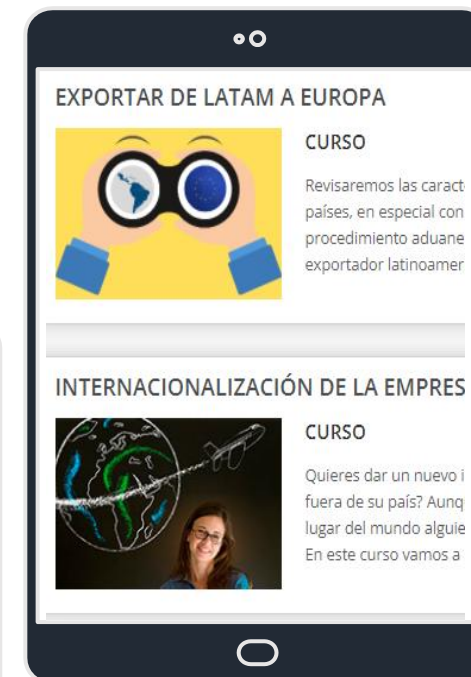 EXPORTAR DE LATAM A EUROPA
CURSO
Revisaremos las caract
países, en especial con
procedimiento aduane
exportador latinoamer
INTERNACIONALIZACIÓN DE LA EMPRES
CURSO
Quieres dar un nuevo i
fuera de su país? Aunq
lugar del mundo alguie
En este curso vamos a